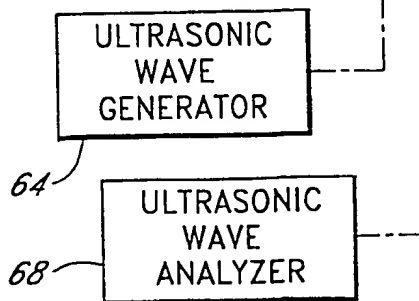 ULTRASONIC
WAVE
GENERATOR
64
ULTRASONIC
WAVE
ANALYZER
68